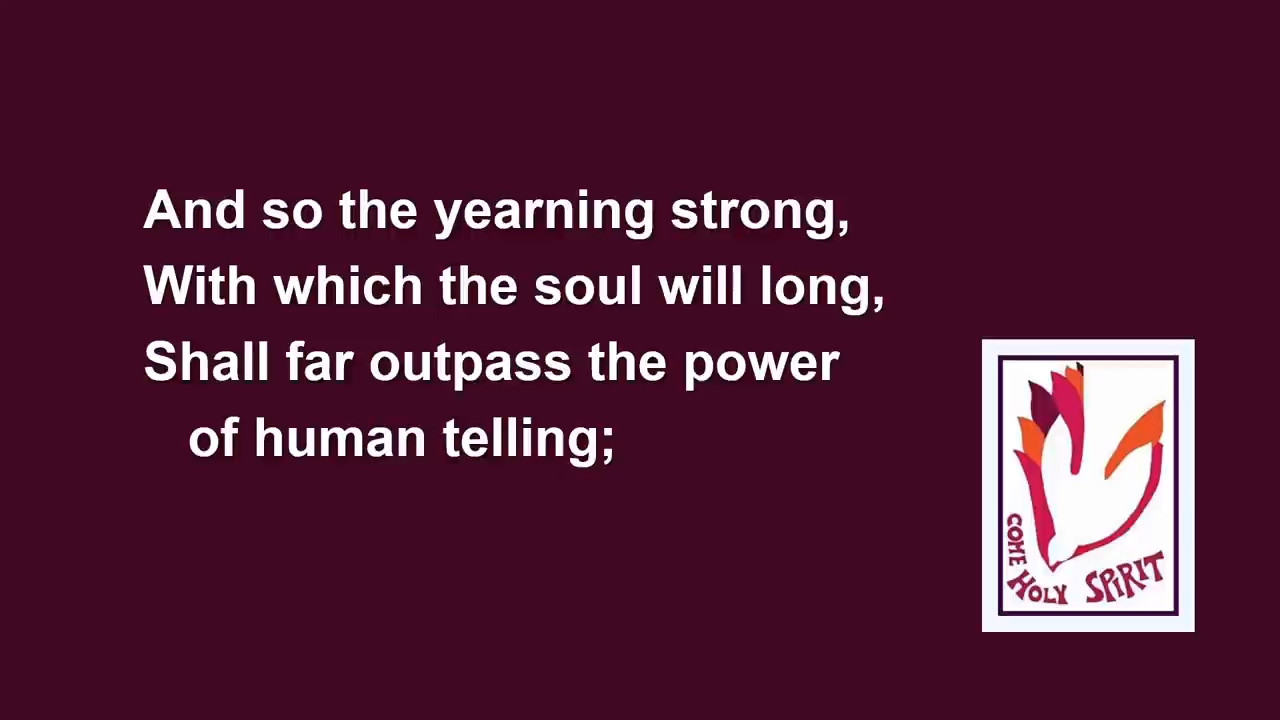 And so the yearning strong,
With which the soul will long,
Shall far outpass the power
of human telling;
COME HOLY SPIRIT